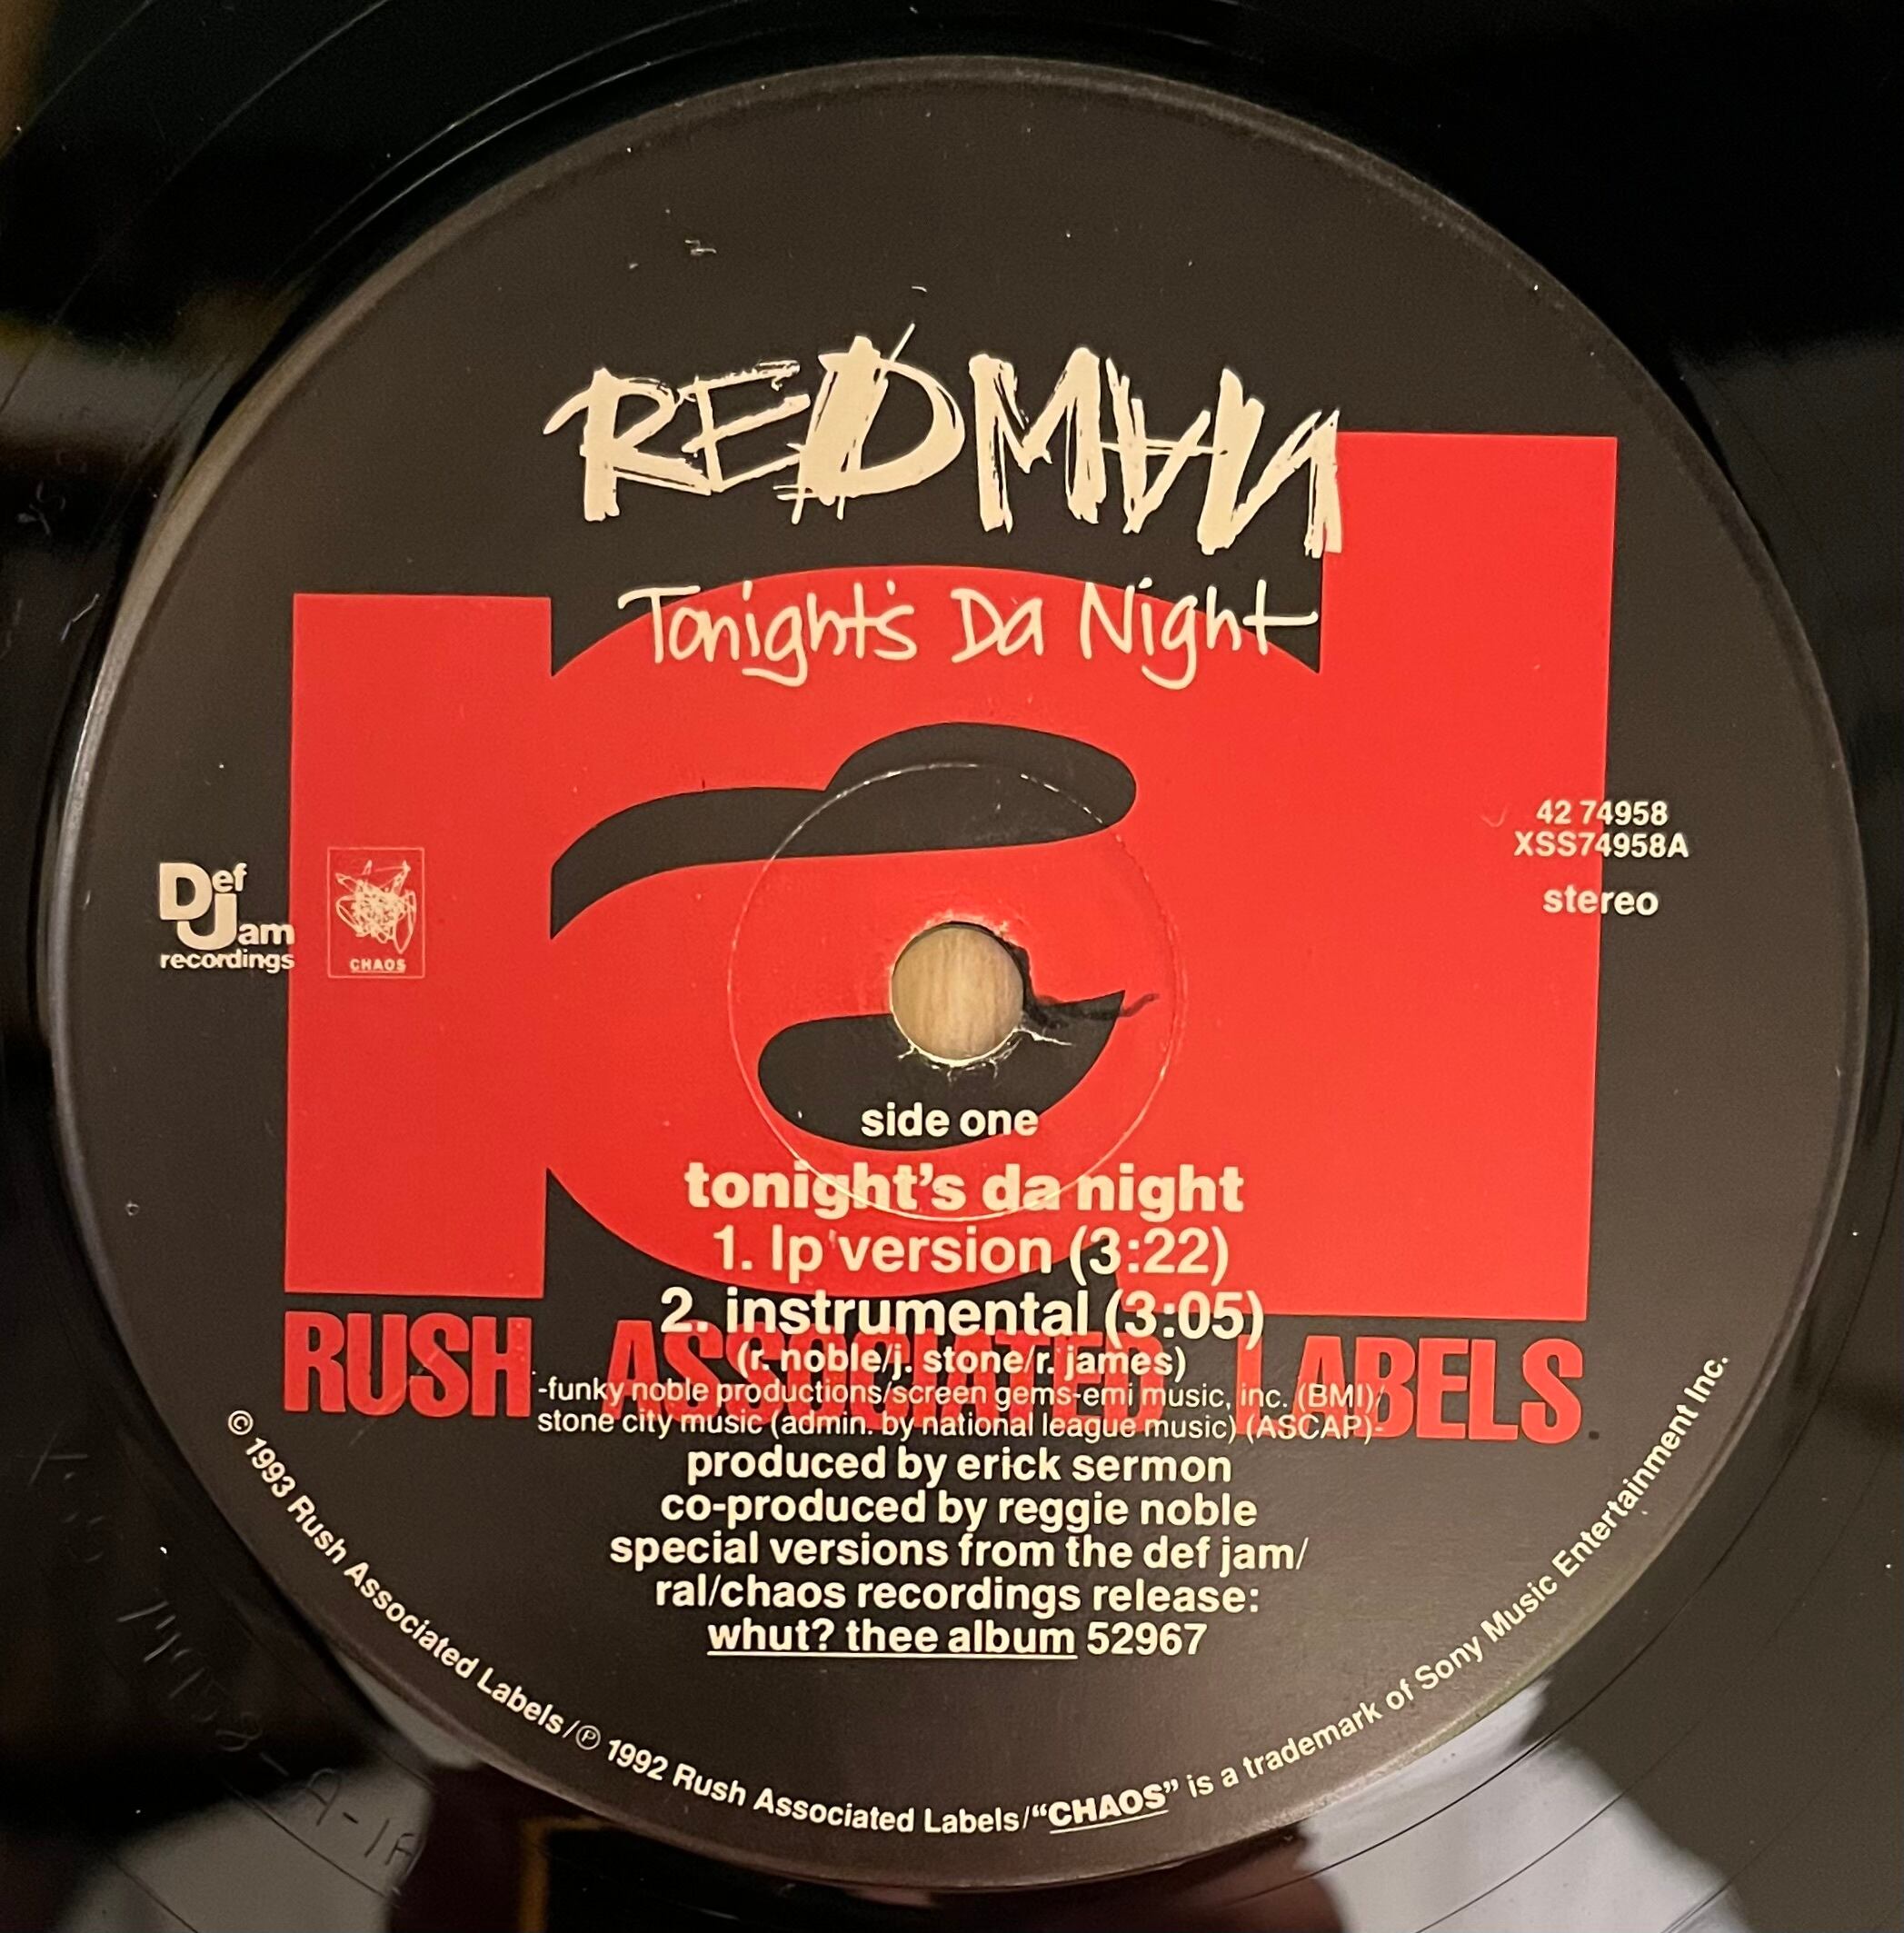 REDMAN
Tonight's Da Night
42 74958
XSS74958A
stereo
Def
Jam
recordings
CHAOS
side one
tonight's da night
1. lp version (3:22)
2. instrumental (3:05)
RUSH ASSOCIATED LABELS
(r. noble/j. stone/r. james)
-funky noble productions/screen gems-emi music, inc. (BMI)/
stone city music (admin. by national league music) (ASCAP)-
produced by erick sermon
co-produced by reggie noble
special versions from the def jam/
ral/chaos recordings release:
whut? thee album 52967
© 1993 Rush Associated Labels/℗ 1992 Rush Associated Labels/“CHAOS” is a trademark of Sony Music Entertainment Inc.